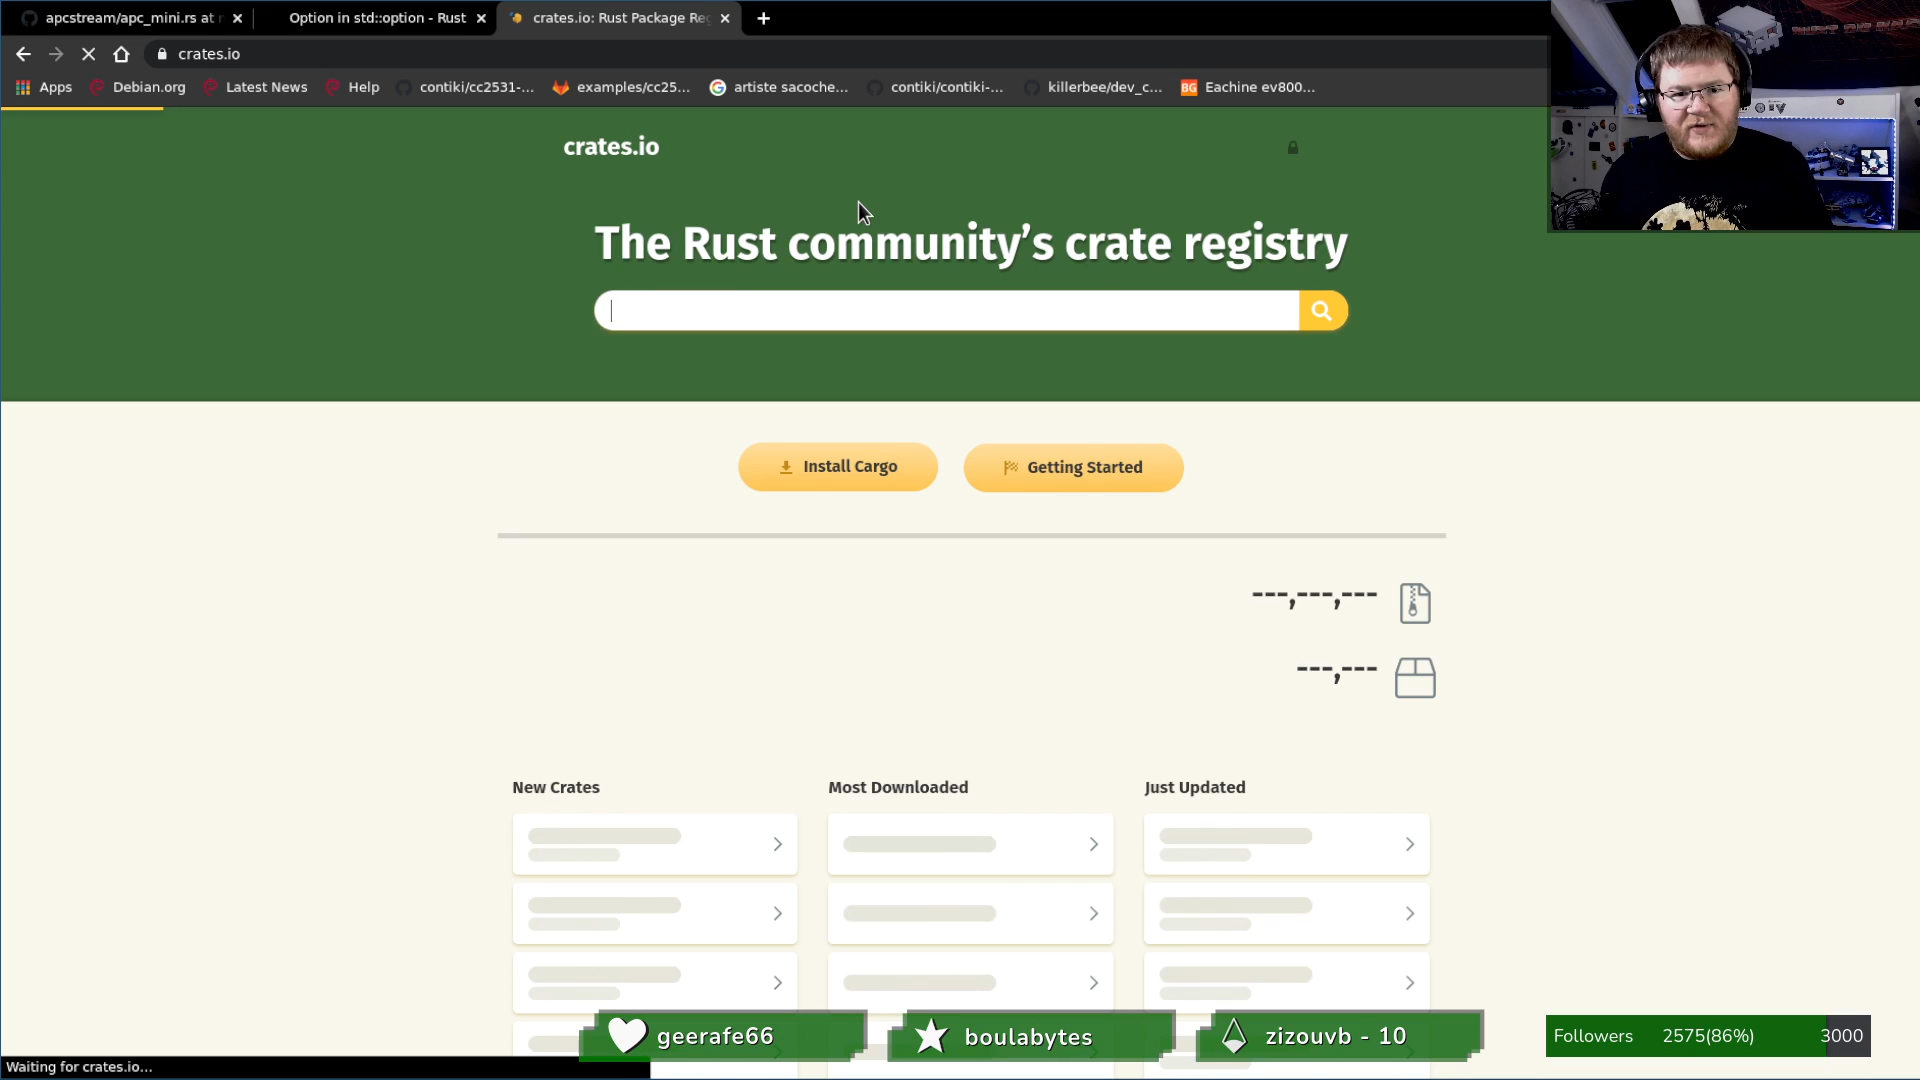 apcstream/apc_mini.rs at
Option in std::option - Rust
crates.io: Rust Package Reg
crates.io
Apps
Debian.org
Latest News
Help
contiki/cc2531-...
examples/cc25...
artiste sacoche...
contiki/contiki-...
killerbee/dev_c...
BG
Eachine ev800...
crates.io
The Rust community's crate registry
Install Cargo
Getting Started
---,---,---
---,---
New Crates
Most Downloaded
Just Updated
geerafe66
boulabytes
zizouvb - 10
Followers 2575(86%) 3000
Waiting for crates.io...